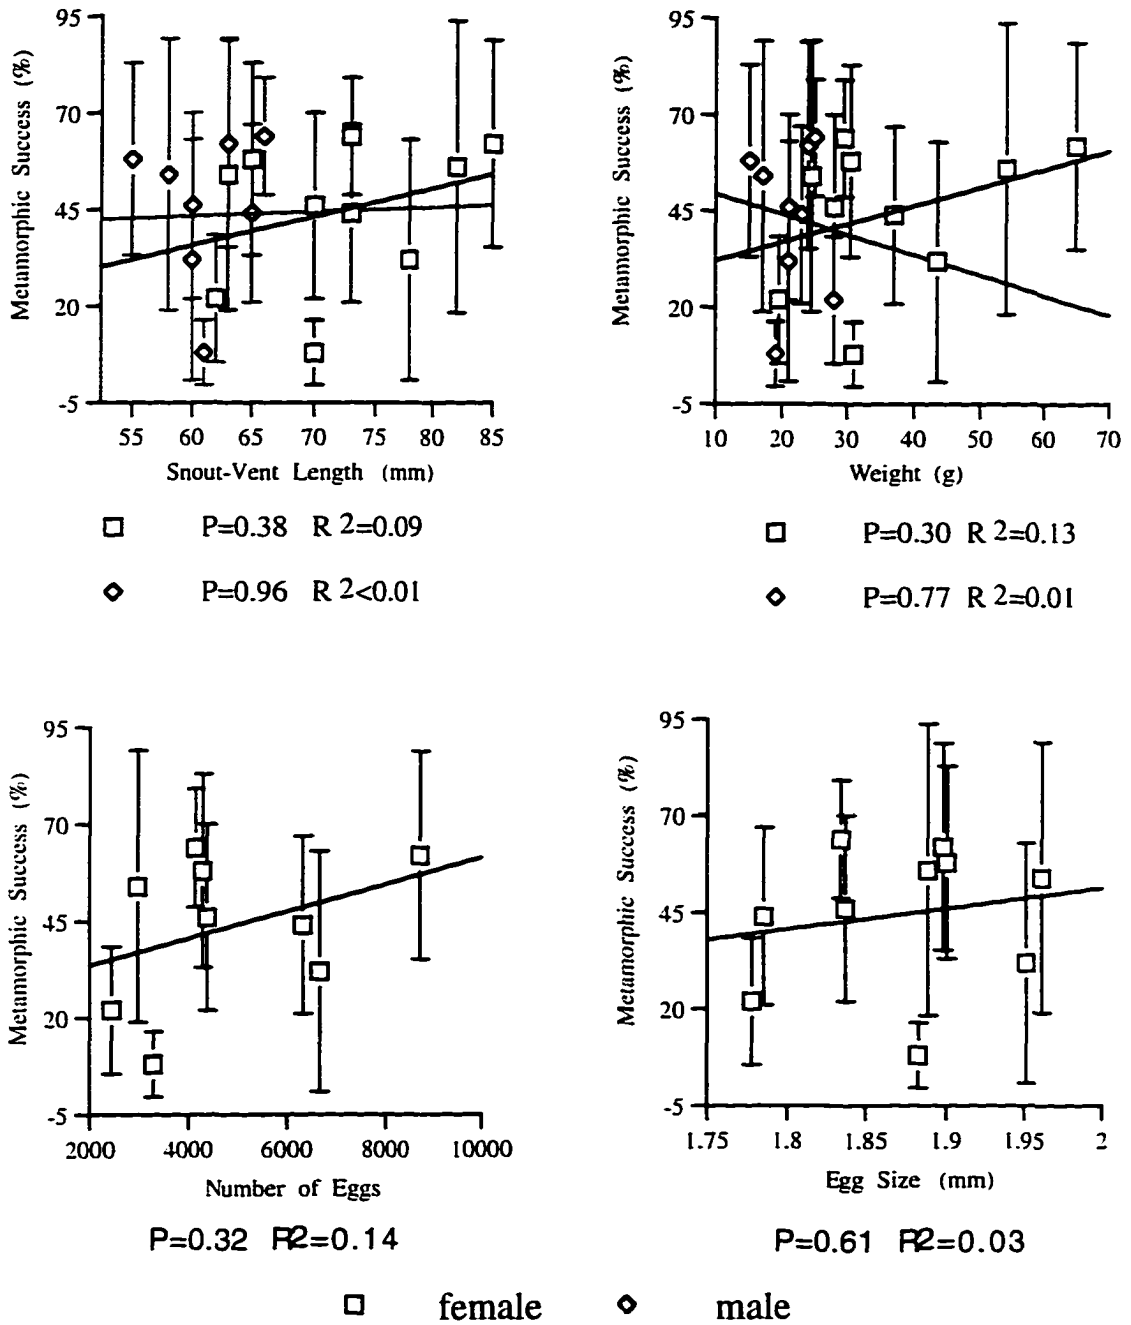 95
70
45
20
-5
Metamorphic Success (%)
55 60 65 70 75 80 85
Snout-Vent Length (mm)
P=0.38 R 2=0.09
P=0.96 R 2<0.01
95
70
45
20
-5
Metamorphic Success (%)
10 20 30 40 50 60 70
Weight (g)
P=0.30 R 2=0.13
P=0.77 R 2=0.01
95
70
45
20
-5
Metamorphic Success (%)
2000 4000 6000 8000 10000
Number of Eggs
P=0.32 R2=0.14
95
70
45
20
-5
Metamorphic Success (%)
1.75 1.8 1.85 1.9 1.95 2
Egg Size (mm)
P=0.61 R2=0.03
female male